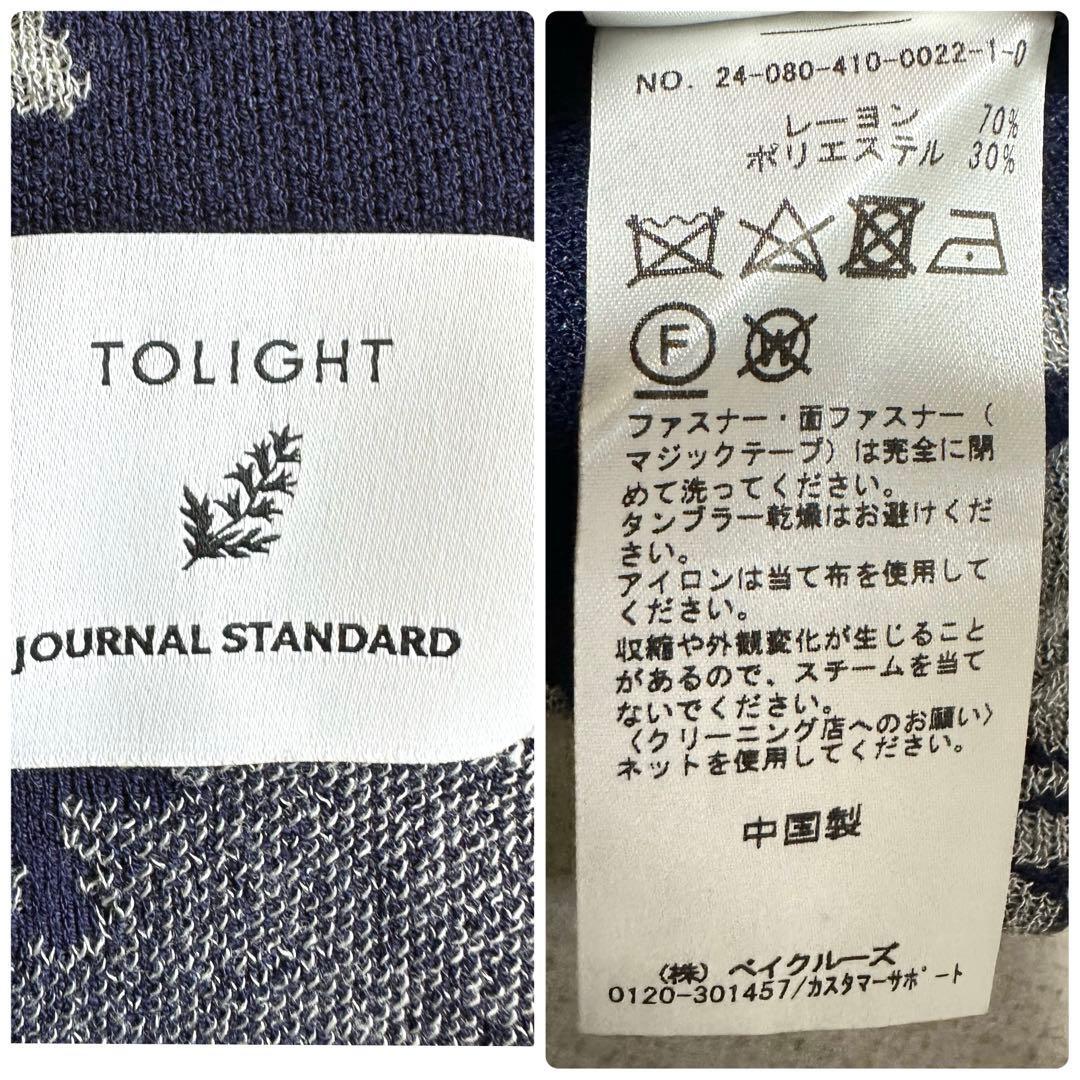 TOLIGHT
JOURNAL STANDARD
NO. 24-080-410-0022-1-0
レーヨン 70%
ポリエステル 30%
F
W
ファスナー・面ファスナー（
マジックテープ）は完全に閉
めて洗ってください。
タンブラー乾燥はお避けくだ
さい。
アイロンは当て布を使用して
ください。
収縮や外観変化が生じること
があるので、スチームを当て
ないでください。
〈クリーニング店へのお願い〉
ネットを使用してください。
中国製
（株）ベイクルーズ
0120-301457/カスタマーサポート